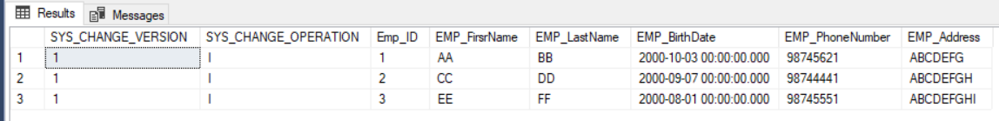 Results Messages
SYS_CHANGE_VERSION SYS_CHANGE_OPERATION Emp_ID EMP_FirsrName EMP_LastName EMP_BirthDate EMP_PhoneNumber EMP_Address
1 1 I 1 AA BB 2000-10-03 00:00:00.000 98745621 ABCDEFG
2 1 I 2 CC DD 2000-09-07 00:00:00.000 98744441 ABCDEFGH
3 1 I 3 EE FF 2000-08-01 00:00:00.000 98745551 ABCDEFGHI